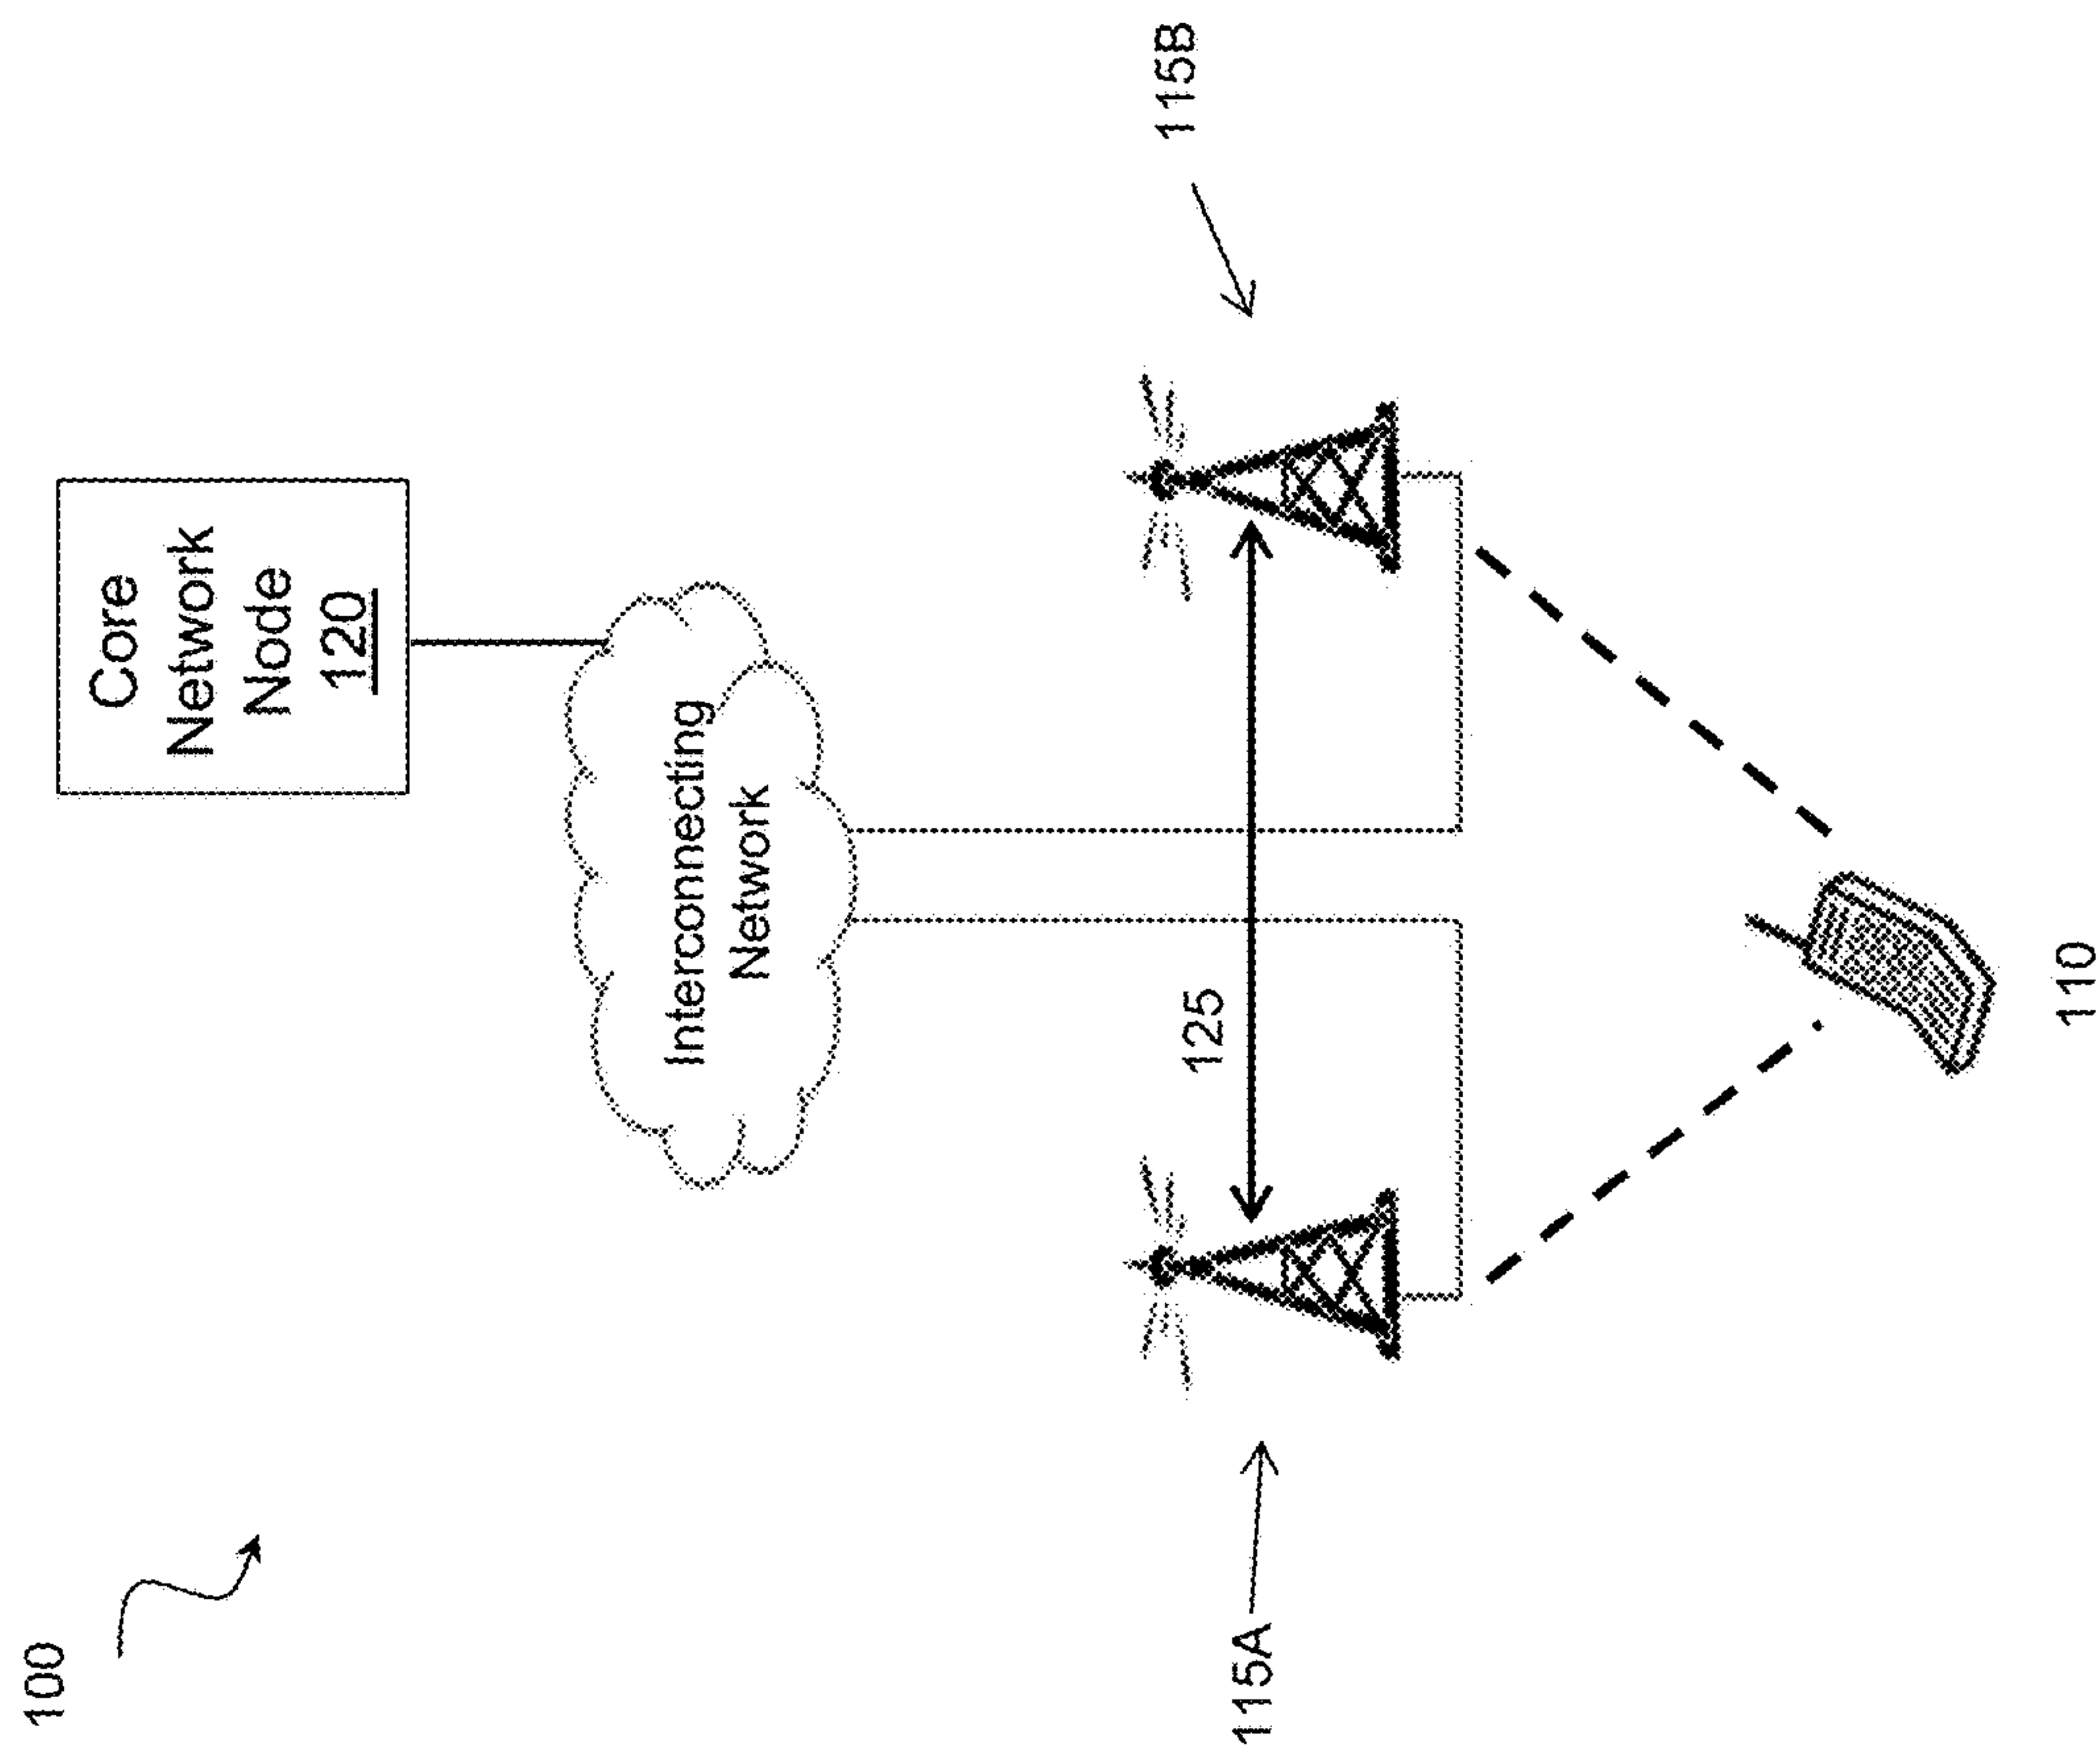 100
Core
Network
Node
120
Interconnecting
Network
125
115A
115B
110